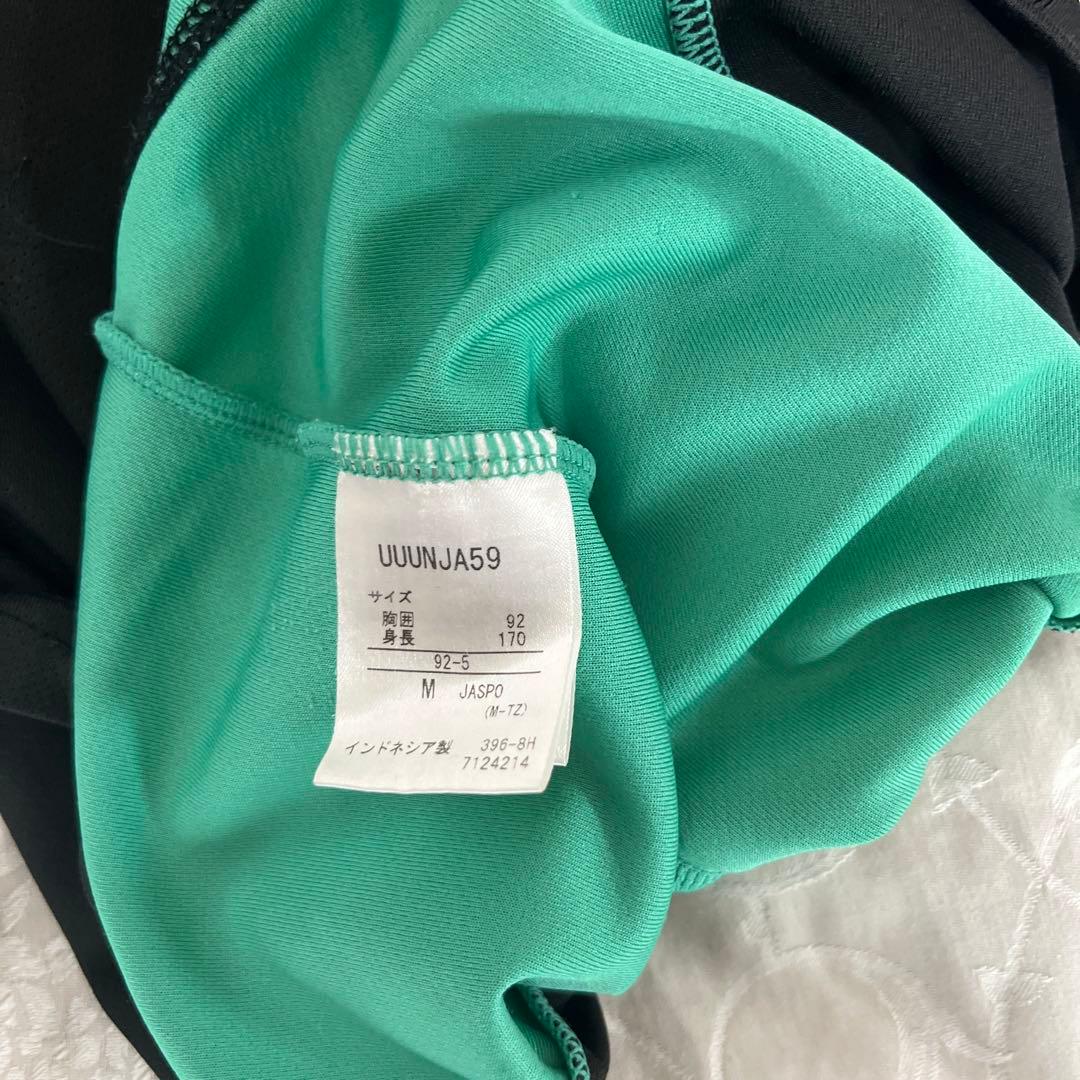 UUUNJA59
サイズ
胸囲 92
身長 170
92-5
M JASPO
(M-TZ)
インドネシア製 396-8H
7124214